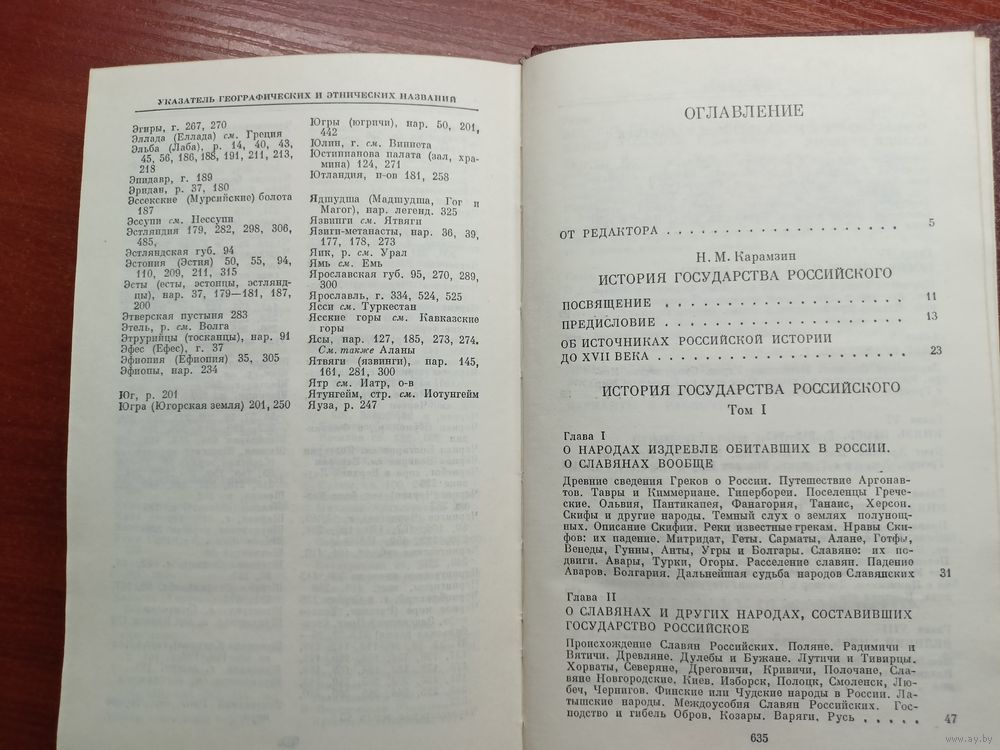 УКАЗАТЕЛЬ ГЕОГРАФИЧЕСКИХ И ЭТНИЧЕСКИХ НАЗВАНИЙ
Эгиры, г. 267, 270
Эллада (Еллада) см. Греция
Эльба (Лаба), р. 14, 40, 43,
45, 56, 186, 188, 191, 211, 213,
218
Эпидавр, г. 189
Эридан, р. 37, 180
Эссекские (Мурсийские) болота
187
Эссупи см. Нессупи
Эстляндия 179, 282, 298, 306,
485,
Эстляндская губ. 94
Эстония (Эстия) 50, 55, 94,
110, 209, 211, 315
Эсты (есты, эстонцы, эстлянд-
цы), нар. 37, 179—181, 187,
200
Этверская пустыня 283
Этель, р. см. Волга
Этрурийцы (тосканцы), нар. 91
Эфес (Ефес), г. 37
Эфиопия (Ефиопия) 35, 305
Эфиопы, нар. 234
Юг, р. 201
Югра (Югорская земля) 201, 250
Югры (югричи), нар. 50, 201,
442
Юлин, г. см. Виннета
Юстинианова палата (зал, хра-
мина) 124, 271
Ютландия, п-ов 181, 258
Яджудша (Маджудша, Гог и
Магог), нар. легенд. 325
Язвинги см. Ятвяги
Языги-метанасты, нар. 36, 39,
177, 178, 273
Яик, р. см. Урал
Ямь см. Емь
Ярославская губ. 95, 270, 289,
300
Ярославль, г. 334, 524, 525
Ясси см. Туркестан
Ясские горы см. Кавказские
горы
Ясы, нар. 127, 185, 273, 274.
См. также Аланы
Ятвяги (язвинги), нар. 145,
161, 281, 300
Ятр см. Иатр, о-в
Ятунгейм, стр. см. Иотунгейм
Яуза, р. 247
ОГЛАВЛЕНИЕ
ОТ РЕДАКТОРА . . . . . . . . . . . . . . . . . . . 5
Н. М. Карамзин
ИСТОРИЯ ГОСУДАРСТВА РОССИЙСКОГО
ПОСВЯЩЕНИЕ . . . . . . . . . . . . . . . . . . . 11
ПРЕДИСЛОВИЕ . . . . . . . . . . . . . . . . . . . 13
ОБ ИСТОЧНИКАХ РОССИЙСКОЙ ИСТОРИИ
ДО XVII ВЕКА . . . . . . . . . . . . . . . . . . . 23
ИСТОРИЯ ГОСУДАРСТВА РОССИЙСКОГО
Том I
Глава I
О НАРОДАХ ИЗДРЕВЛЕ ОБИТАВШИХ В РОССИИ.
О СЛАВЯНАХ ВООБЩЕ
Древние сведения Греков о России. Путешествие Аргонав-
тов. Тавры и Киммериане. Гипербореи. Поселенцы Грече-
ские. Ольвия, Пантикапея, Фанагория, Танаис, Херсон.
Скифы и другие народы. Темный слух о землях полунощ-
ных. Описание Скифии. Реки известные грекам. Нравы Ски-
фов: их падение. Митридат, Геты. Сарматы, Алане, Готфы,
Венеды, Гунны, Анты, Угры и Болгары. Славяне: их по-
двиги. Авары, Турки, Огоры. Расселение славян. Падение
Аваров. Болгария. Дальнейшая судьба народов Славянских 31
Глава II
О СЛАВЯНАХ И ДРУГИХ НАРОДАХ, СОСТАВИВШИХ
ГОСУДАРСТВО РОССИЙСКОЕ
Происхождение Славян Российских. Поляне. Радимичи и
Вятичи. Древляне. Дулебы и Бужане. Лутичи и Тивирцы.
Хорваты, Северяне, Дреговичи, Кривичи, Полочане, Сла-
вяне Новгородские. Киев. Изборск, Полоцк, Смоленск, Лю-
беч, Чернигов. Финские или Чудские народы в России. Ла-
тышские народы. Междоусобия Славян Российских. Гос-
подство и гибель Обров, Козары. Варяги. Русь . . . . . 47
635
www.ay.by